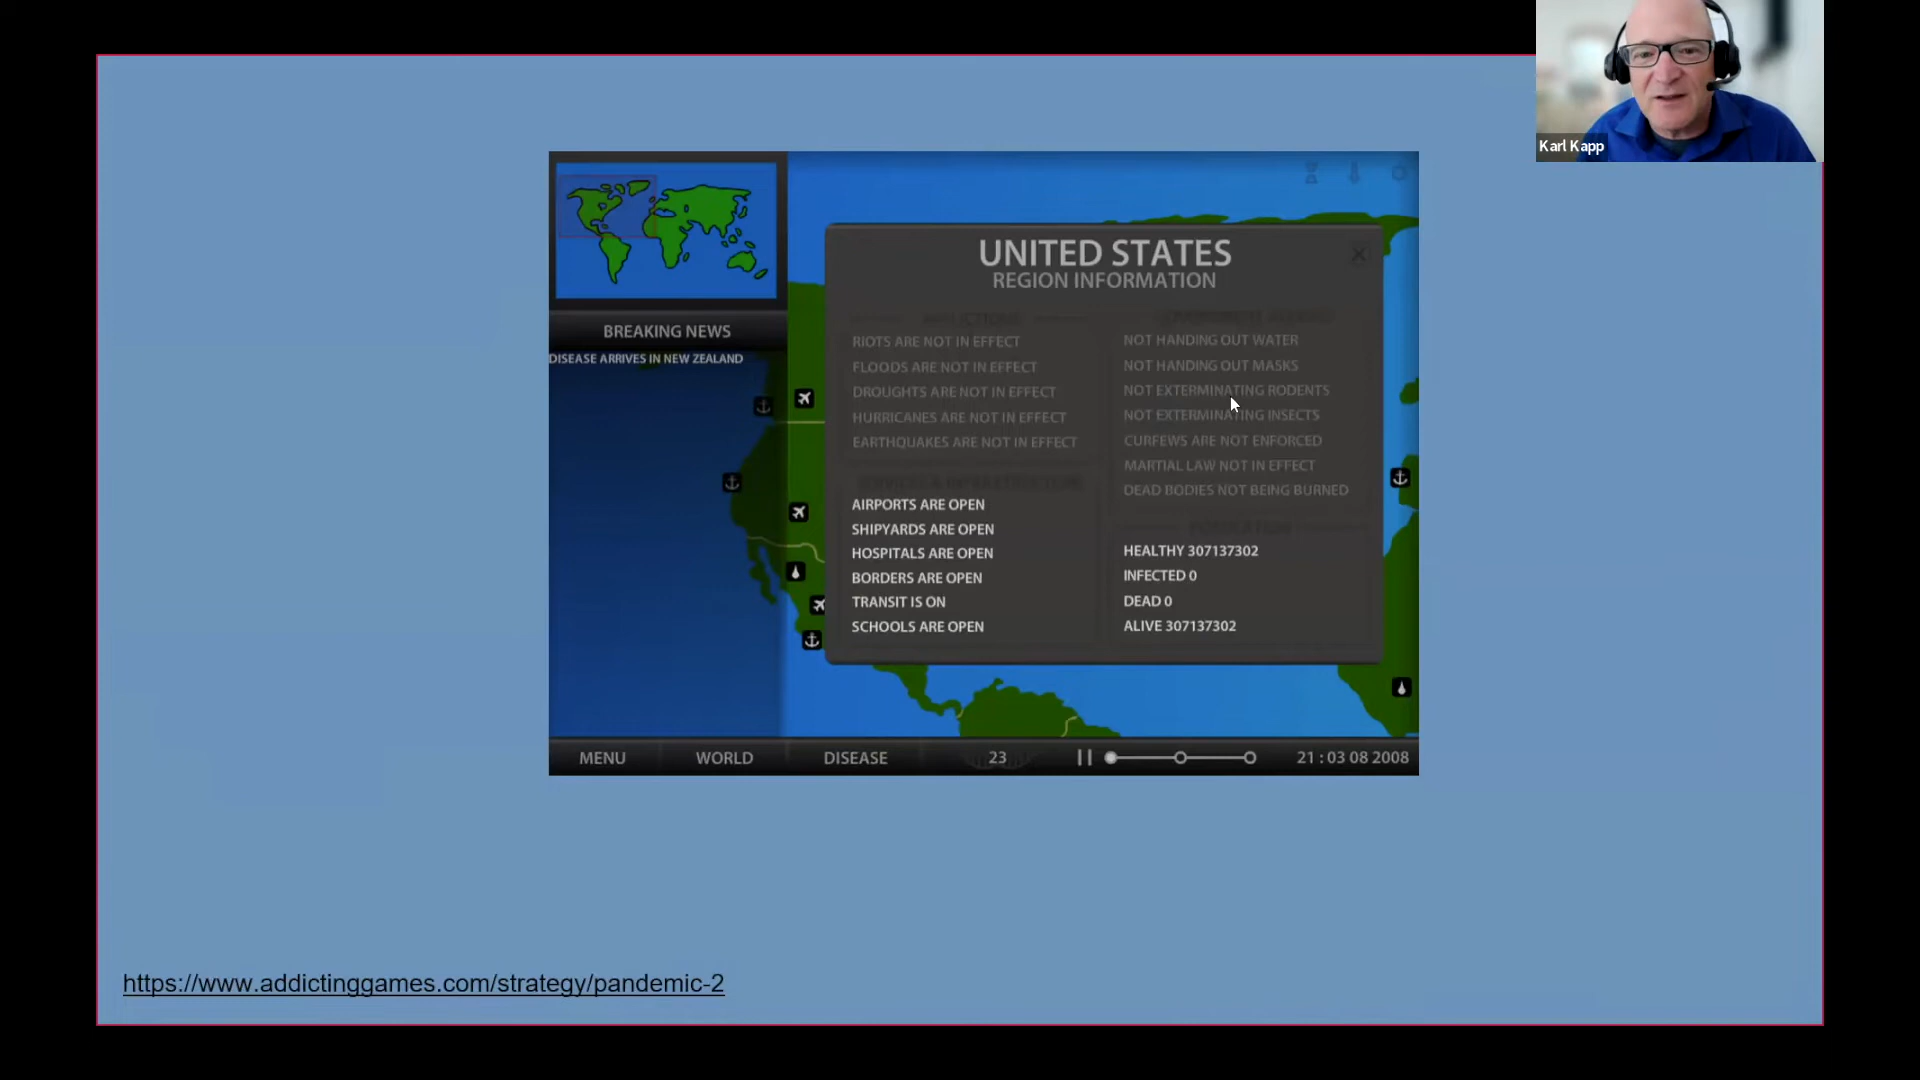 Karl Kapp
UNITED STATES
REGION INFORMATION
BREAKING NEWS
DISEASE ARRIVES IN NEW ZEALAND
AFFLICTIONS
RIOTS ARE NOT IN EFFECT
FLOODS ARE NOT IN EFFECT
DROUGHTS ARE NOT IN EFFECT
HURRICANES ARE NOT IN EFFECT
EARTHQUAKES ARE NOT IN EFFECT
SERVICES & INFRASTRUCTURE
AIRPORTS ARE OPEN
SHIPYARDS ARE OPEN
HOSPITALS ARE OPEN
BORDERS ARE OPEN
TRANSIT IS ON
SCHOOLS ARE OPEN
NOT HANDING OUT WATER
NOT HANDING OUT MASKS
NOT EXTERMINATING RODENTS
NOT EXTERMINATING INSECTS
CURFEWS ARE NOT ENFORCED
MARTIAL LAW NOT IN EFFECT
DEAD BODIES NOT BEING BURNED
POPULATION
HEALTHY 307137302
INFECTED 0
DEAD 0
ALIVE 307137302
MENU WORLD DISEASE 23 21 : 03 08 2008
https://www.addictinggames.com/strategy/pandemic-2